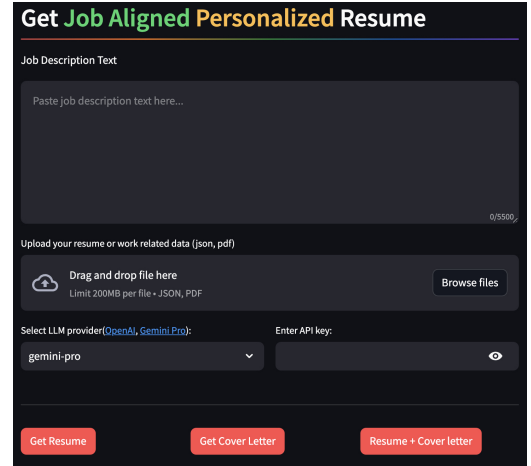 Get Job Aligned Personalized Resume
Job Description Text
Paste job description text here...
0/5500
Upload your resume or work related data (json, pdf)
Drag and drop file here
Limit 200MB per file • JSON, PDF
Browse files
Select LLM provider(OpenAI, Gemini Pro):
Enter API key:
gemini-pro
Get Resume
Get Cover Letter
Resume + Cover letter